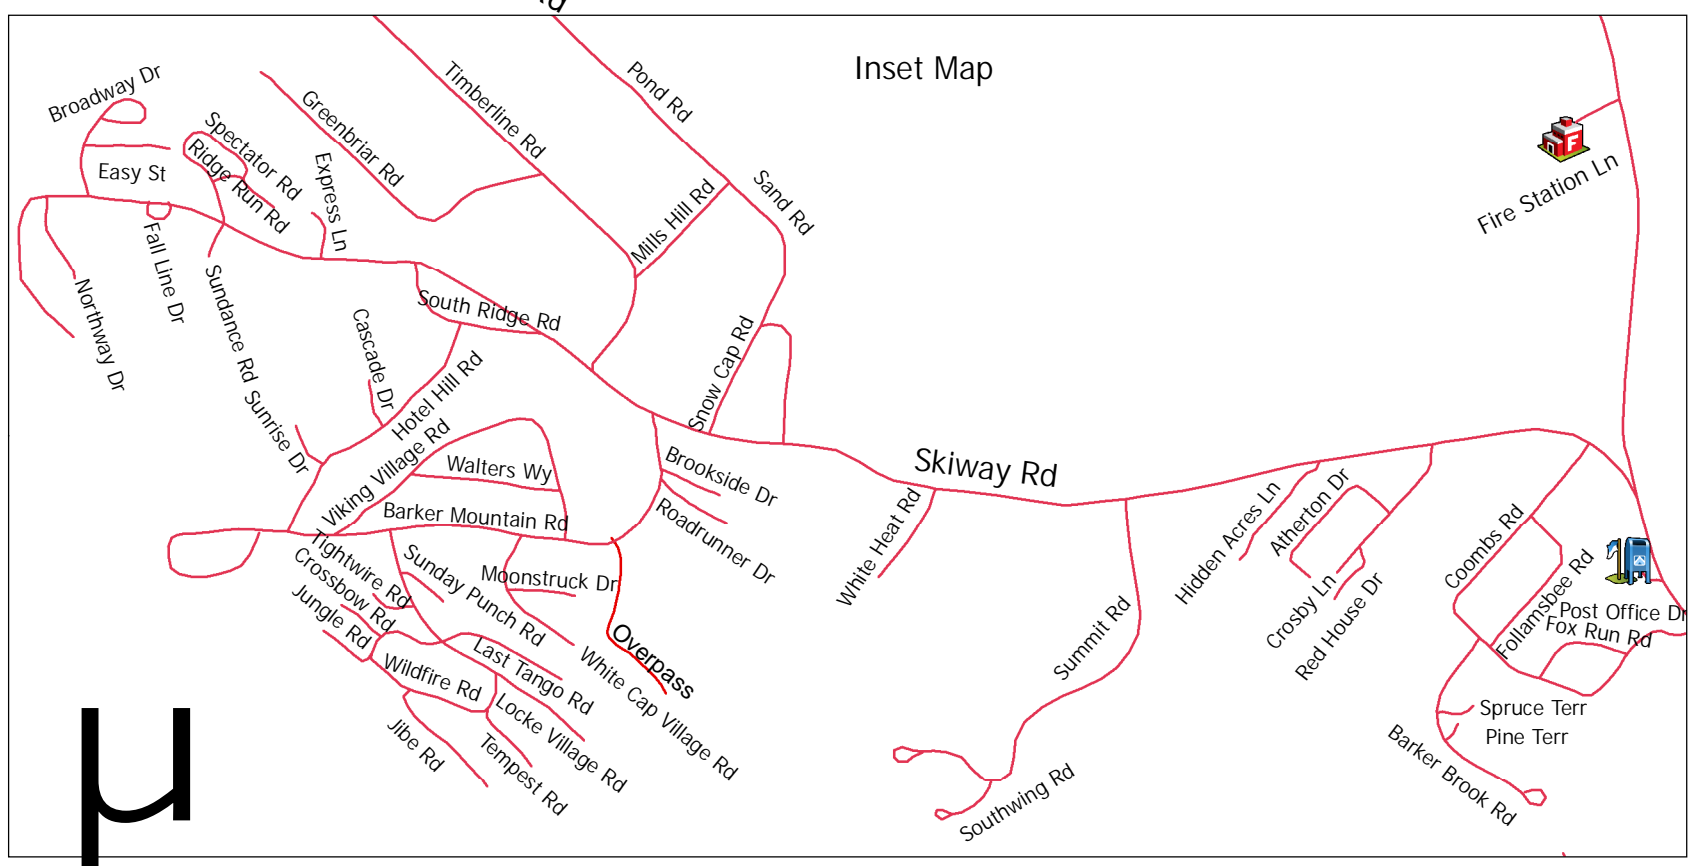 Inset Map
Broadway Dr
Timberline Rd
Pond Rd
Greenbriar Rd
Spectator Rd
Ridge Run Rd
Express Ln
Easy St
Mills Hill Rd
Sand Rd
Fire Station Ln
F
Fall Line Dr
Northway Dr
Sundance Rd
South Ridge Rd
Cascade Dr
Snow Cap Rd
Hotel Hill Rd
Sunrise Dr
Viking Village Rd
Walters Wy
Brookside Dr
Skiway Rd
Barker Mountain Rd
Roadrunner Dr
White Heat Rd
Hidden Acres Ln
Atherton Dr
Coombs Rd
Tightwire Rd
Crossbow Rd
Jungle Rd
Sunday Punch Rd
Moonstruck Dr
Crosby Ln
Red House Dr
Follamsbee Rd
Post Office Dr
Fox Run Rd
Overpass
Summit Rd
Wildfire Rd
Last Tango Rd
White Cap Village Rd
Locke Village Rd
Jibe Rd
Tempest Rd
Spruce Terr
Pine Terr
Barker Brook Rd
Southwing Rd
µ